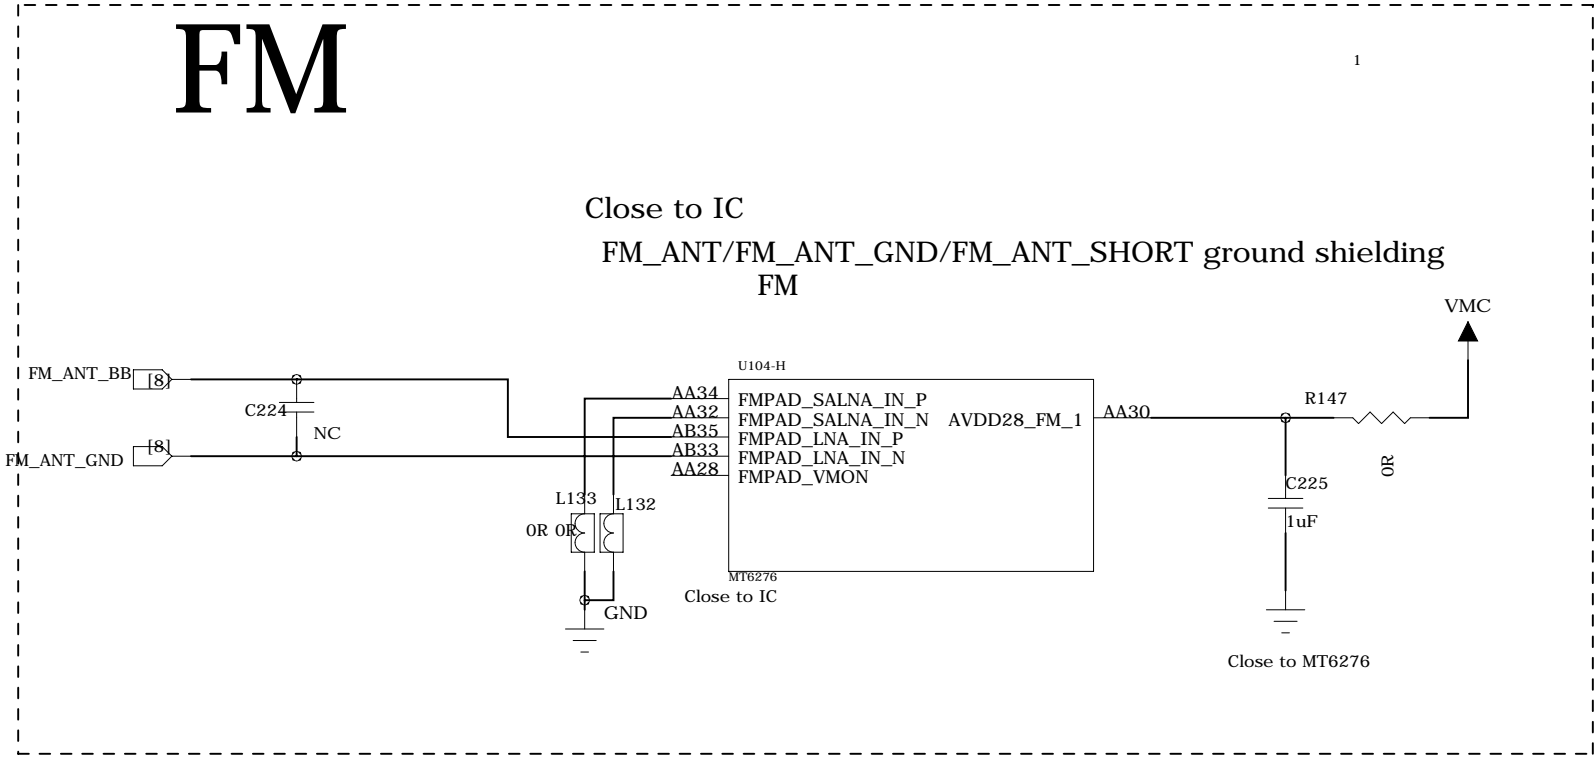 FM
1
Close to IC
FM_ANT/FM_ANT_GND/FM_ANT_SHORT ground shielding
FM
VMC
FM_ANT_BB [8]
C224
NC
FM_ANT_GND [8]
U104-H
AA34 FMPAD_SALNA_IN_P
AA32 FMPAD_SALNA_IN_N AVDD28_FM_1 AA30
AB35 FMPAD_LNA_IN_P
AB33 FMPAD_LNA_IN_N
AA28 FMPAD_VMON
R147
0R
L133
L132
0R 0R
C225
1uF
MT6276
Close to IC
GND
Close to MT6276